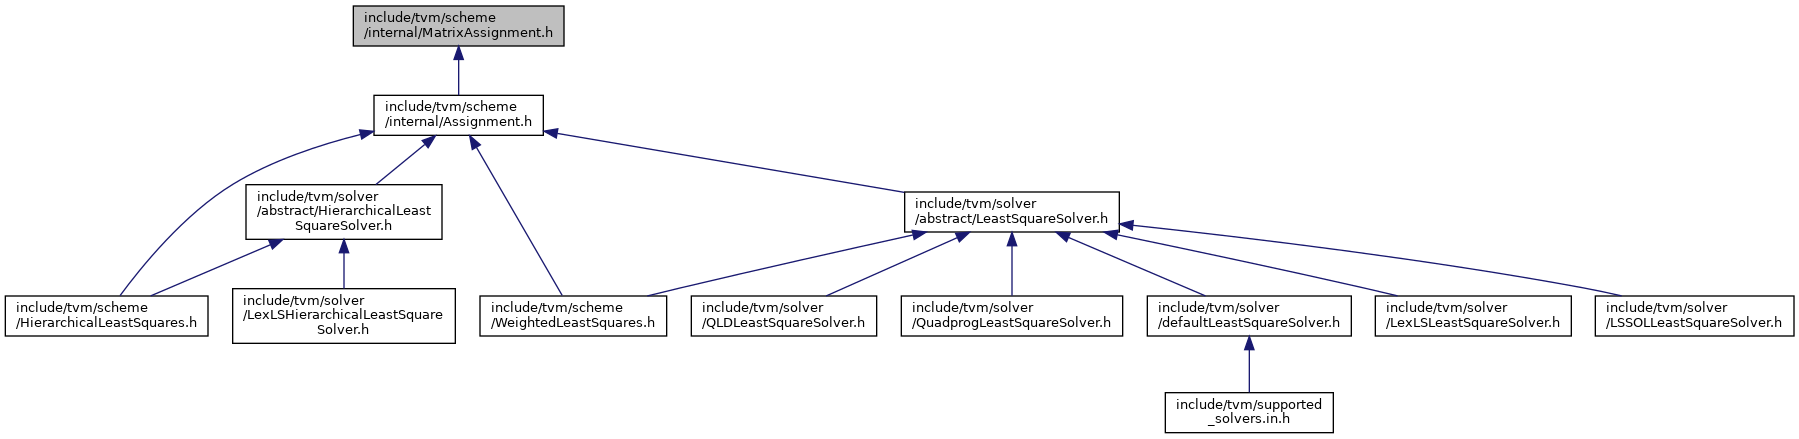 include/tvm/scheme
/internal/MatrixAssignment.h
include/tvm/scheme
/internal/Assignment.h
include/tvm/solver
/abstract/HierarchicalLeast
SquareSolver.h
include/tvm/solver
/abstract/LeastSquareSolver.h
include/tvm/scheme
/HierarchicalLeastSquares.h
include/tvm/solver
/LexLSHierarchicalLeastSquare
Solver.h
include/tvm/scheme
/WeightedLeastSquares.h
include/tvm/solver
/QLDLeastSquareSolver.h
include/tvm/solver
/QuadprogLeastSquareSolver.h
include/tvm/solver
/defaultLeastSquareSolver.h
include/tvm/solver
/LexLSLeastSquareSolver.h
include/tvm/solver
/LSSOLLeastSquareSolver.h
include/tvm/supported
_solvers.in.h